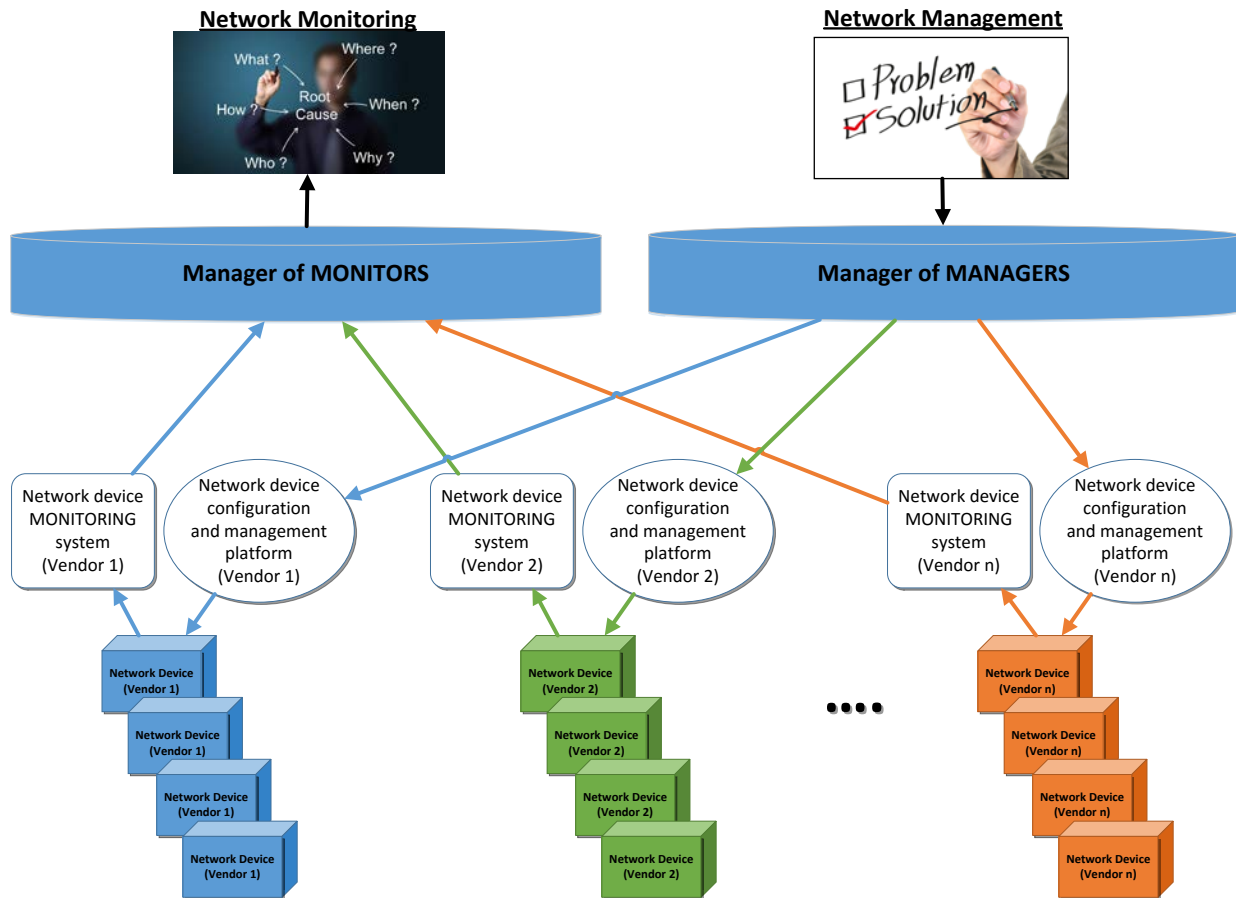 Network Monitoring
Network Management
What ?
Where ?
How ?
Root
Cause
When ?
Who ?
Why ?
Problem
Solution
Manager of MONITORS
Manager of MANAGERS
Network device
MONITORING
system
(Vendor 1)
Network device
configuration
and management
platform
(Vendor 1)
Network device
MONITORING
system
(Vendor 2)
Network device
configuration
and management
platform
(Vendor 2)
Network device
MONITORING
system
(Vendor n)
Network device
configuration
and management
platform
(Vendor n)
Network Device
(Vendor 1)
Network Device
(Vendor 1)
Network Device
(Vendor 1)
Network Device
(Vendor 1)
Network Device
(Vendor 2)
Network Device
(Vendor 2)
Network Device
(Vendor 2)
Network Device
(Vendor 2)
....
Network Device
(Vendor n)
Network Device
(Vendor n)
Network Device
(Vendor n)
Network Device
(Vendor n)